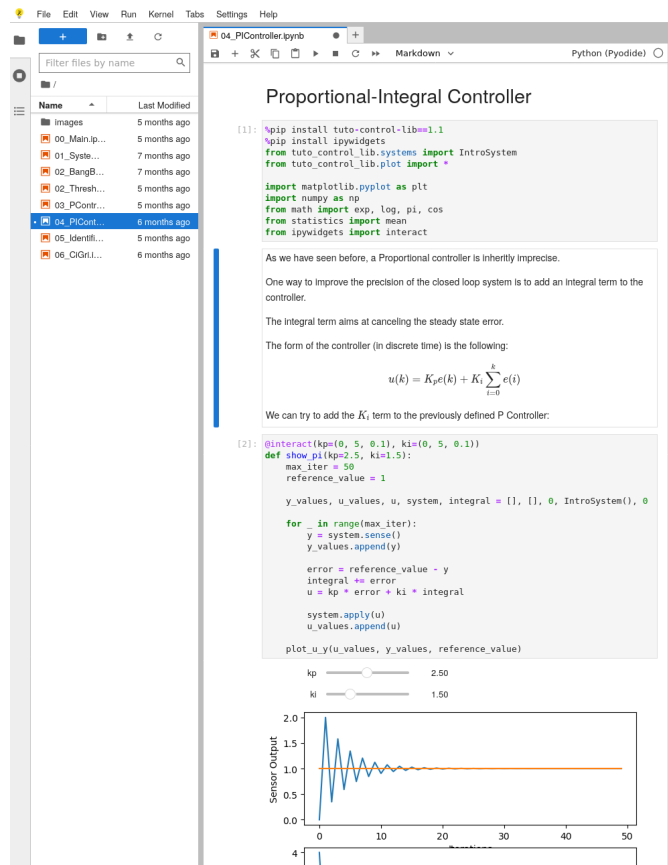 File Edit View Run Kernel Tabs Settings Help
04_PIController.ipynb
Markdown
Python (Pyodide)
Filter files by name
/
Name Last Modified
images 5 months ago
00_Main.ip... 5 months ago
01_Syste... 7 months ago
02_BangB... 7 months ago
02_Thresh... 5 months ago
03_PContr... 5 months ago
04_PICont... 6 months ago
05_Identifi... 5 months ago
06_CiGri.i... 6 months ago
Proportional-Integral Controller
[1]: %pip install tuto-control-lib==1.1
%pip install ipywidgets
from tuto_control_lib.systems import IntroSystem
from tuto_control_lib.plot import *
import matplotlib.pyplot as plt
import numpy as np
from math import exp, log, pi, cos
from statistics import mean
from ipywidgets import interact
As we have seen before, a Proportional controller is inheritly imprecise.
One way to improve the precision of the closed loop system is to add an integral term to the
controller.
The integral term aims at canceling the steady state error.
The form of the controller (in discrete time) is the following:
u(k) = K_p e(k) + K_i ∑_{i=0}^{k} e(i)
We can try to add the K_i term to the previously defined P Controller:
[2]: @interact(kp=(0, 5, 0.1), ki=(0, 5, 0.1))
def show_pi(kp=2.5, ki=1.5):
max_iter = 50
reference_value = 1
y_values, u_values, u, system, integral = [], [], 0, IntroSystem(), 0
for _ in range(max_iter):
y = system.sense()
y_values.append(y)
error = reference_value - y
integral += error
u = kp * error + ki * integral
system.apply(u)
u_values.append(u)
plot_u_y(u_values, y_values, reference_value)
kp 2.50
ki 1.50
2.0
1.5
1.0
0.5
0.0
Sensor Output
0 10 20 30 40 50
4